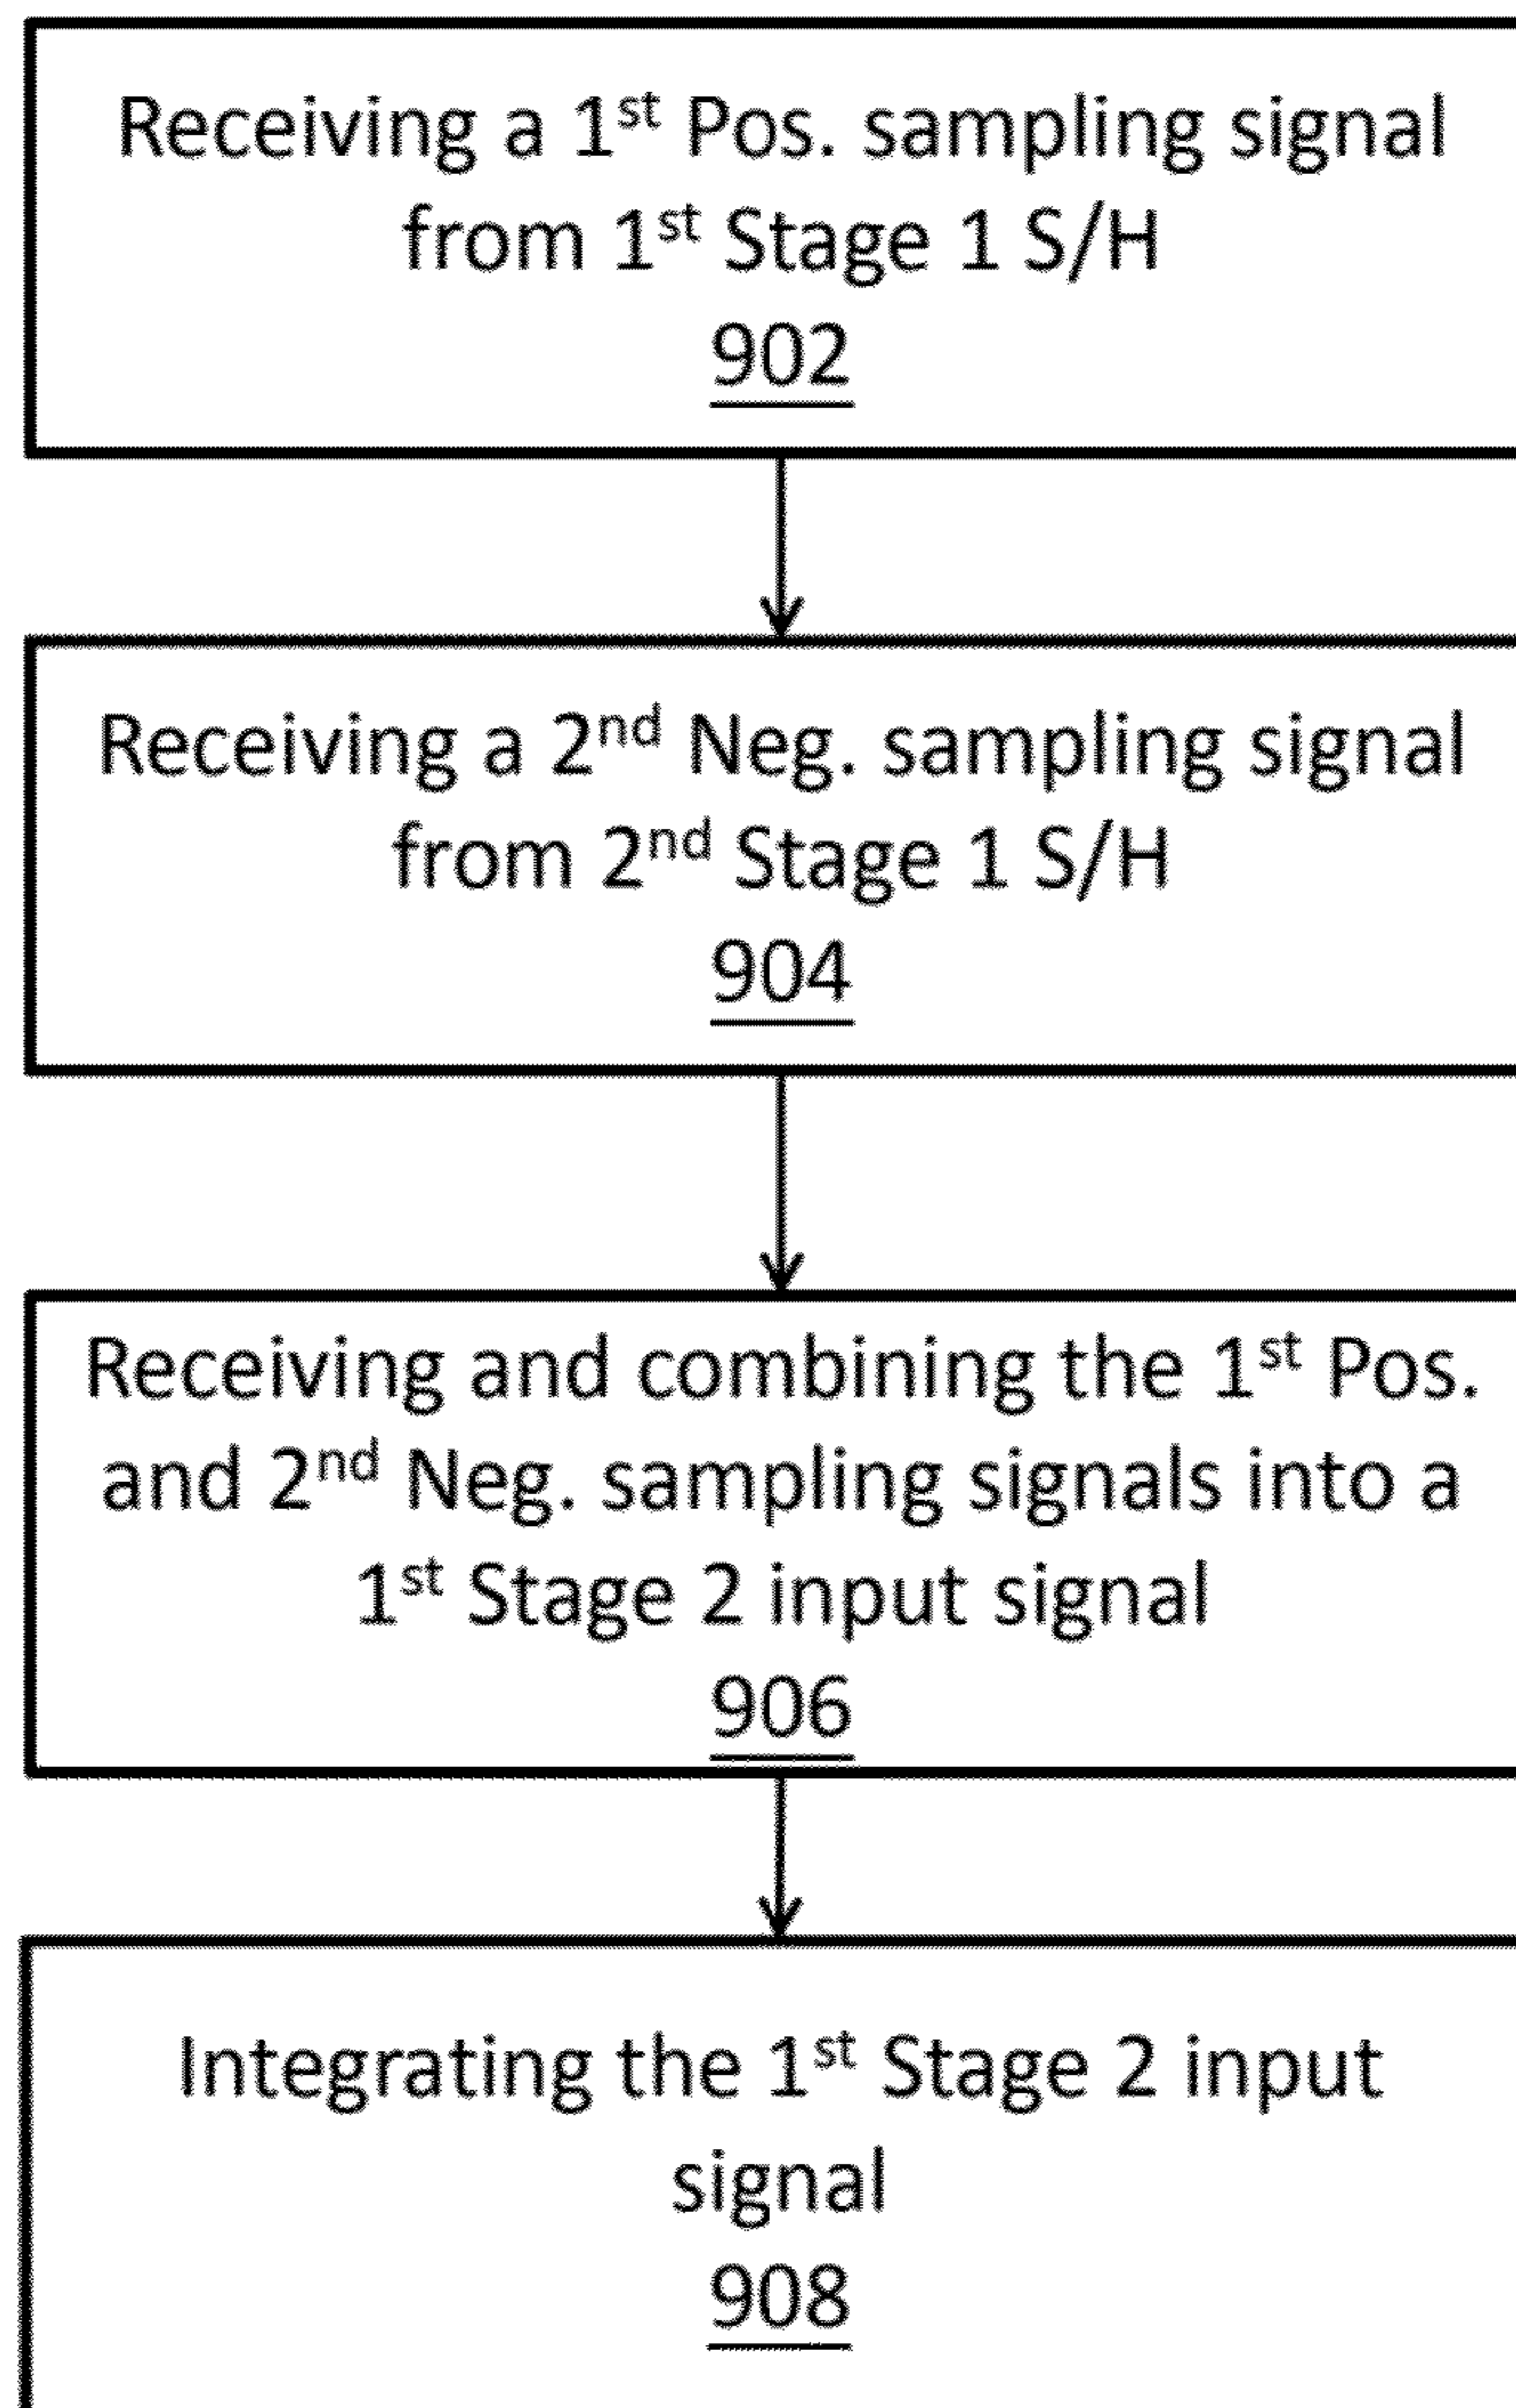 Receiving a 1st Pos. sampling signal
from 1st Stage 1 S/H
902
Receiving a 2nd Neg. sampling signal
from 2nd Stage 1 S/H
904
Receiving and combining the 1st Pos.
and 2nd Neg. sampling signals into a
1st Stage 2 input signal
906
Integrating the 1st Stage 2 input
signal
908